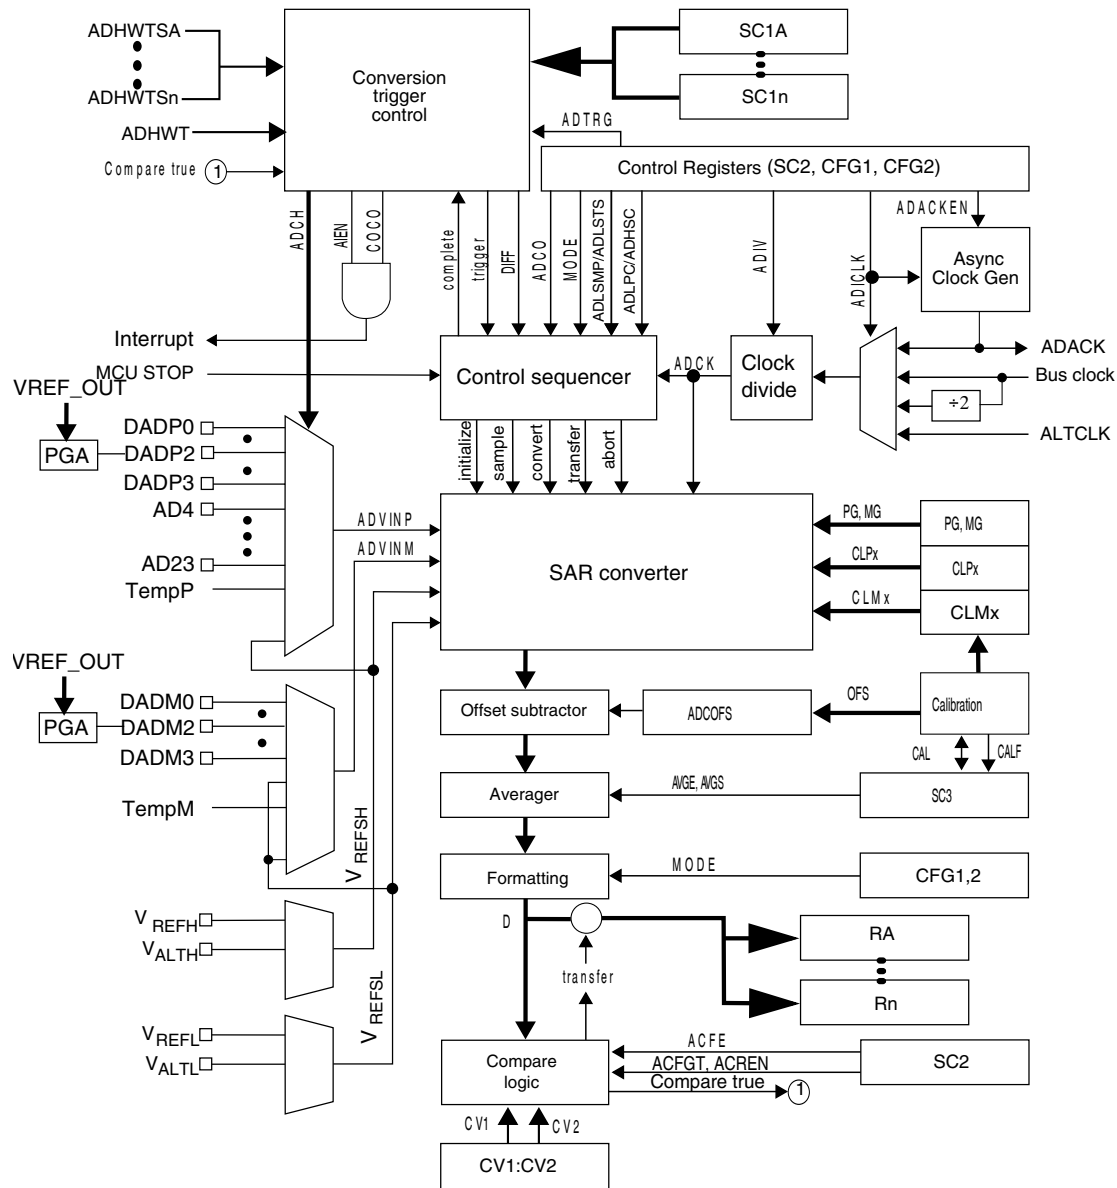 ADHWTSA
SC1A
Conversion
trigger
control
ADHWTSn
SC1n
ADTRG
ADHWT
Compare true 1
Control Registers (SC2, CFG1, CFG2)
ADCH
AIEN
COCO
complete
trigger
DIFF
ADCO
MODE
ADLSMP/ADLSTS
ADLPC/ADHSC
ADIV
ADICLK
ADACKEN
Async
Clock Gen
Interrupt
ADACK
MCU STOP
Control sequencer
ADCK
Clock
divide
Bus clock
÷2
ALTCLK
VREF_OUT
PGA
DADP0
DADP2
DADP3
AD4
AD23
TempP
initialize
sample
convert
transfer
abort
ADVINP
ADVINM
SAR converter
PG, MG
PG, MG
CLPx
CLPx
CLMx
CLMx
VREF_OUT
PGA
DADM0
DADM2
DADM3
TempM
Offset subtractor
ADCOFS
OFS
Calibration
CAL
CALF
Averager
AVGE, AVGS
SC3
VREFSH
Formatting
MODE
CFG1,2
D
VREFH
VALTH
RA
transfer
Rn
VREFSL
VREFL
VALTL
Compare
logic
ACFE
ACFGT, ACREN
Compare true 1
SC2
CV1
CV2
CV1:CV2